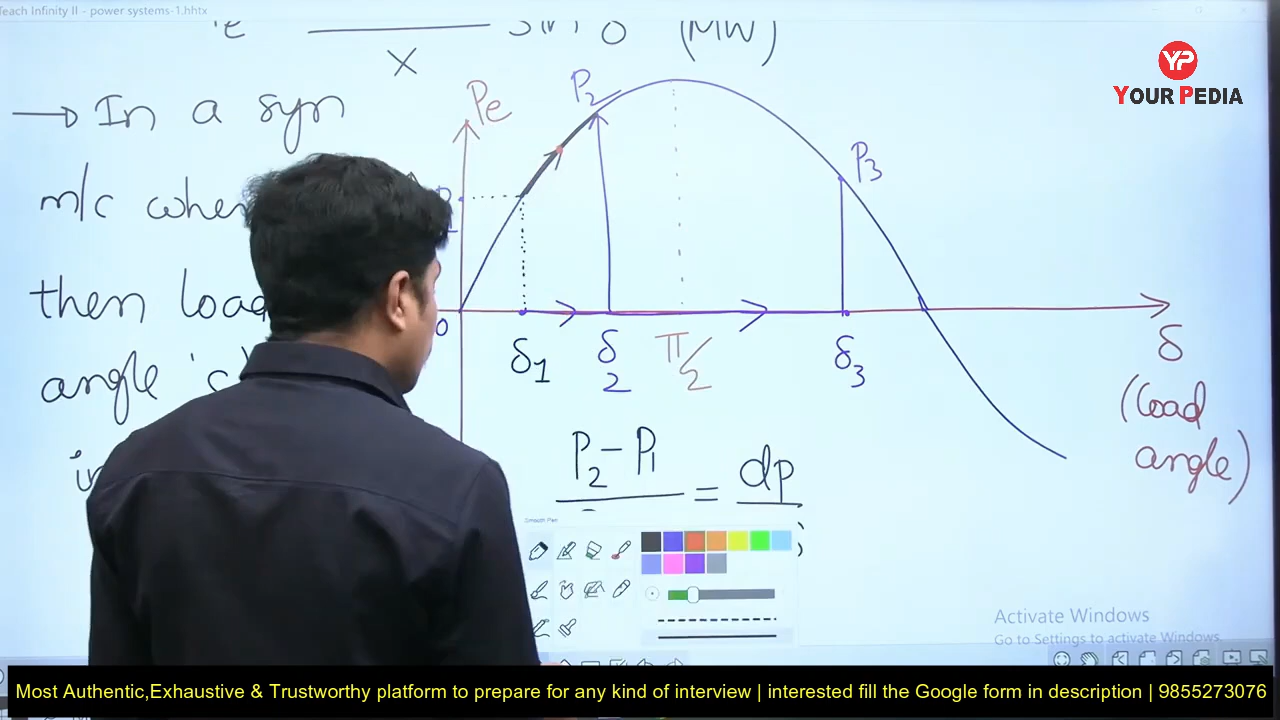 Teach Infinity II - power systems-1.hhtx
sin δ (MW)
X
→ In a syn
m/c when
then load
angle 'δ'
Pe
P2
P3
0
δ1 δ2 π/2 δ3
δ
(load
angle)
P2 - P1
= dp
Smooth Pen
YP
YOUR PEDIA
Activate Windows
Go to Settings to activate Windows.
Most Authentic,Exhaustive & Trustworthy platform to prepare for any kind of interview | interested fill the Google form in description | 9855273076